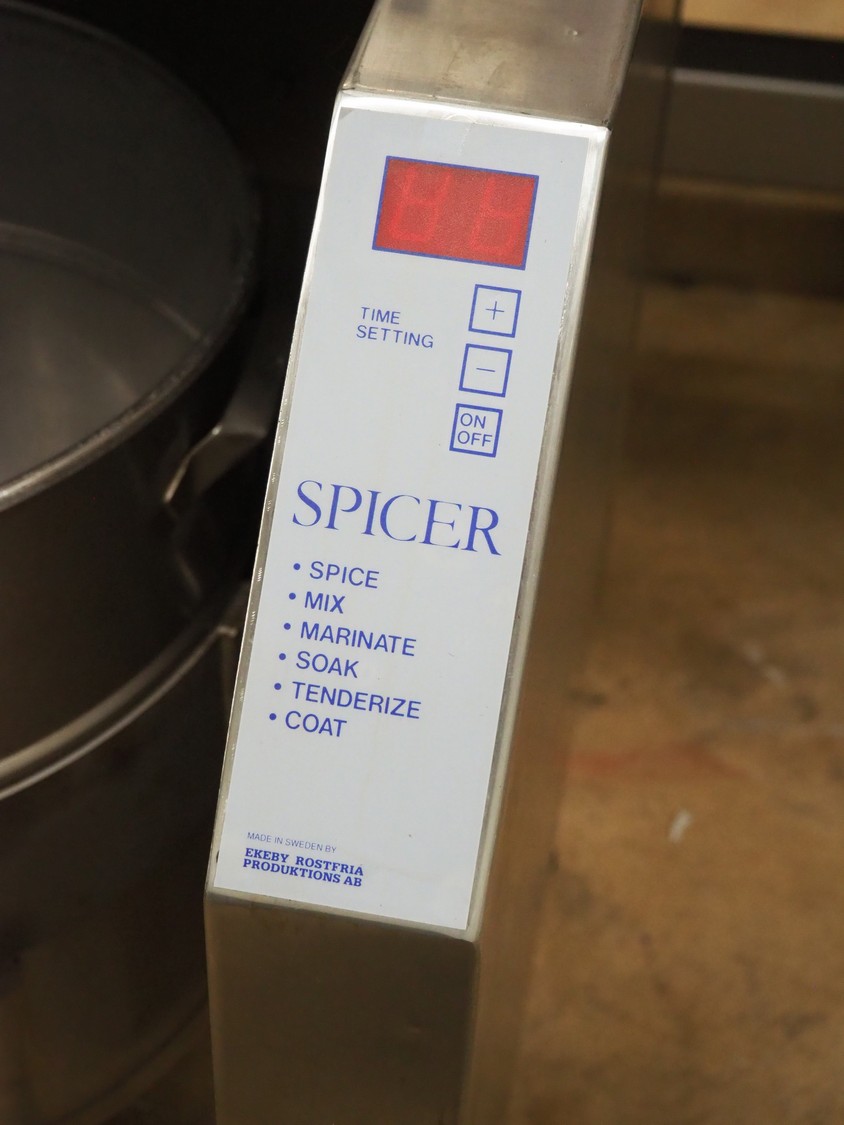 TIME
SETTING
+
−
ON
OFF
SPICER
• SPICE
• MIX
• MARINATE
• SOAK
• TENDERIZE
• COAT
MADE IN SWEDEN BY
EKEBY ROSTFRIA
PRODUKTIONS AB